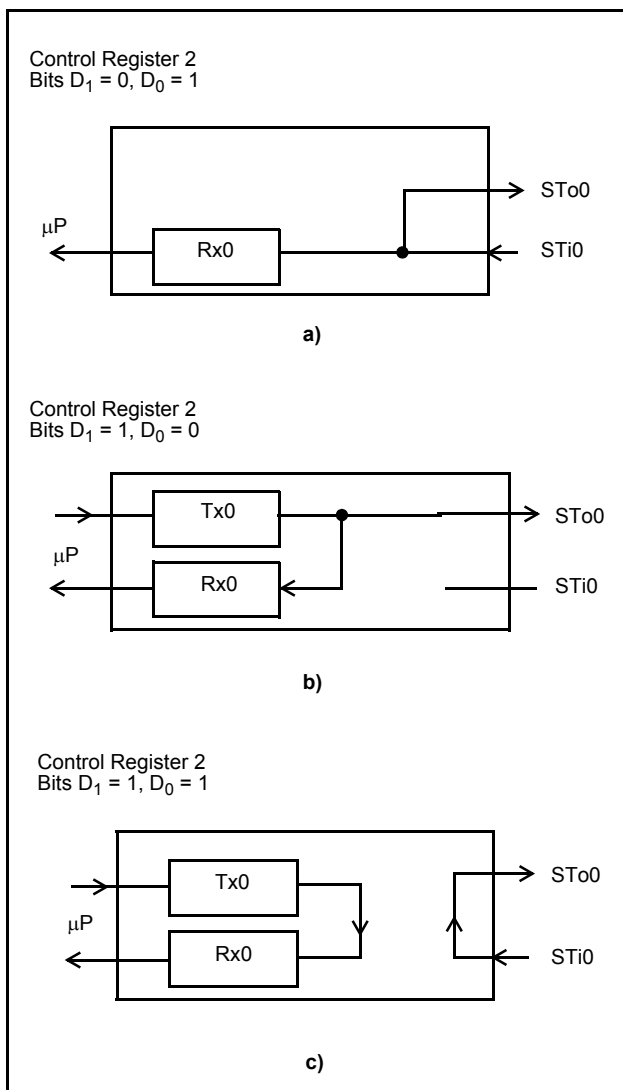 Control Register 2
Bits D₁ = 0, D₀ = 1
STo0
μP
Rx0
STi0
a)
Control Register 2
Bits D₁ = 1, D₀ = 0
Tx0
STo0
μP
Rx0
STi0
b)
Control Register 2
Bits D₁ = 1, D₀ = 1
Tx0
STo0
μP
Rx0
STi0
c)